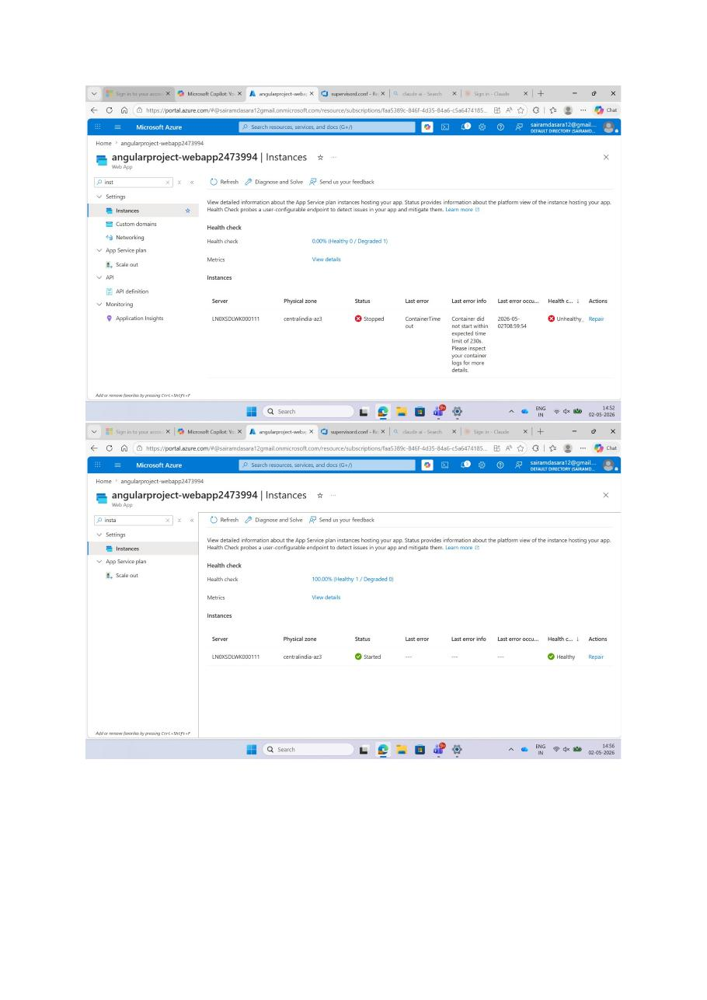 Sign in to your accou
Microsoft Copilot: Yo
angularproject-weba
supervisord.conf - Re
claude ai - Search
Sign in - Claude
https://portal.azure.com/#@sairamdasara12gmail.onmicrosoft.com/resource/subscriptions/faa5389c-846f-4d35-84a6-c5a6474185...
Chat
Microsoft Azure
Search resources, services, and docs (G+/)
sairamdasara12@gmail....
DEFAULT DIRECTORY (SAIRAMD...
Home > angularproject-webapp2473994
angularproject-webapp2473994 | Instances
Web App
inst
Refresh Diagnose and Solve Send us your feedback
Settings
Instances
Custom domains
Networking
App Service plan
Scale out
API
API definition
Monitoring
Application Insights
Add or remove favorites by pressing Ctrl+Shift+F
View detailed information about the App Service plan instances hosting your app. Status provides information about the platform view of the instance hosting your app.
Health Check probes a user-configurable endpoint to detect issues in your app and mitigate them. Learn more
Health check
Health check 0.00% (Healthy 0 / Degraded 1)
Metrics View details
Instances
Server Physical zone Status Last error Last error info Last error occu... Health c... ↓ Actions
LN0XSDLWK000111 centralindia-az3 Stopped
ContainerTime
out
Container did
not start within
expected time
limit of 230s.
Please inspect
your container
logs for more
details.
2026-05-
02T08:59:54
Unhealthy_ Repair
Search
9+
ENG
IN
14:52
02-05-2026
Sign in to your accou
Microsoft Copilot: Yo
angularproject-weba
supervisord.conf - Re
claude ai - Search
Sign in - Claude
https://portal.azure.com/#@sairamdasara12gmail.onmicrosoft.com/resource/subscriptions/faa5389c-846f-4d35-84a6-c5a6474185...
Chat
Microsoft Azure
Search resources, services, and docs (G+/)
sairamdasara12@gmail....
DEFAULT DIRECTORY (SAIRAMD...
Home > angularproject-webapp2473994
angularproject-webapp2473994 | Instances
Web App
insta
Refresh Diagnose and Solve Send us your feedback
Settings
Instances
App Service plan
Scale out
Add or remove favorites by pressing Ctrl+Shift+F
View detailed information about the App Service plan instances hosting your app. Status provides information about the platform view of the instance hosting your app.
Health Check probes a user-configurable endpoint to detect issues in your app and mitigate them. Learn more
Health check
Health check 100.00% (Healthy 1 / Degraded 0)
Metrics View details
Instances
Server Physical zone Status Last error Last error info Last error occu... Health c... ↓ Actions
LN0XSDLWK000111 centralindia-az3 Started --- --- --- Healthy Repair
Search
9+
ENG
IN
14:56
02-05-2026